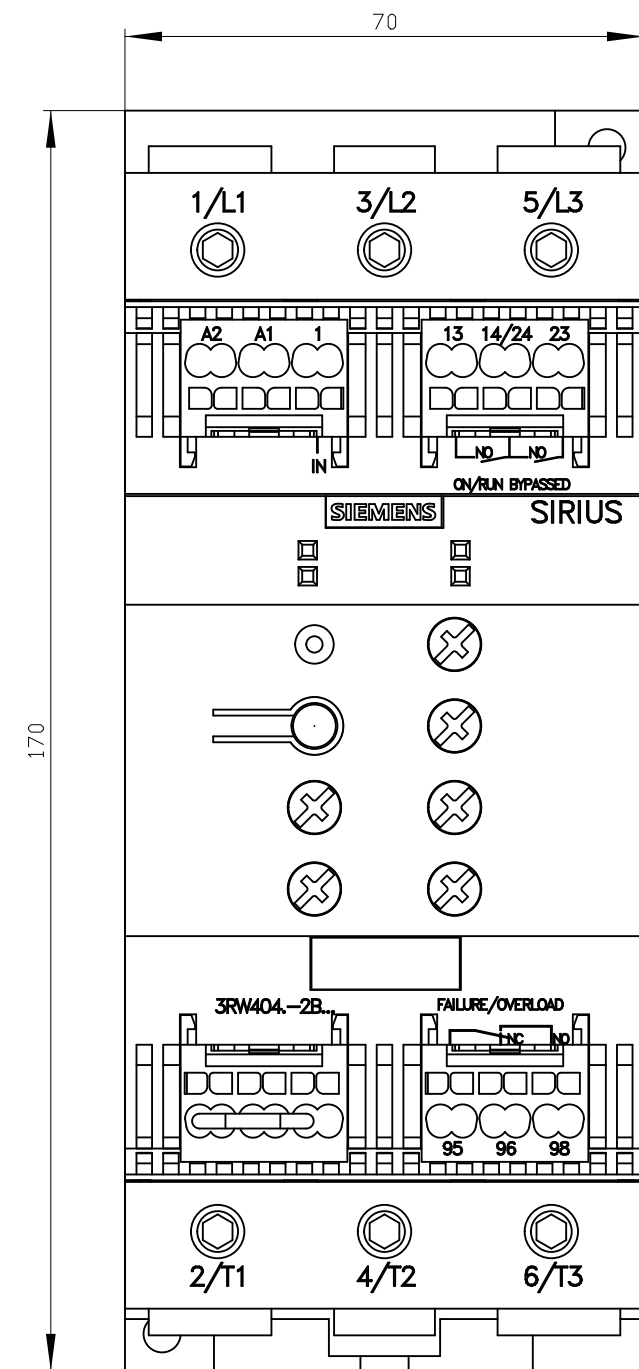 70
1/L1 3/L2 5/L3
A2 A1 1 13 14/24 23
NO NO
IN
ON/RUN BYPASSED
SIEMENS SIRIUS
170
3RW404.-2B... FAILURE/OVERLOAD
NC NO
95 96 98
2/T1 4/T2 6/T3